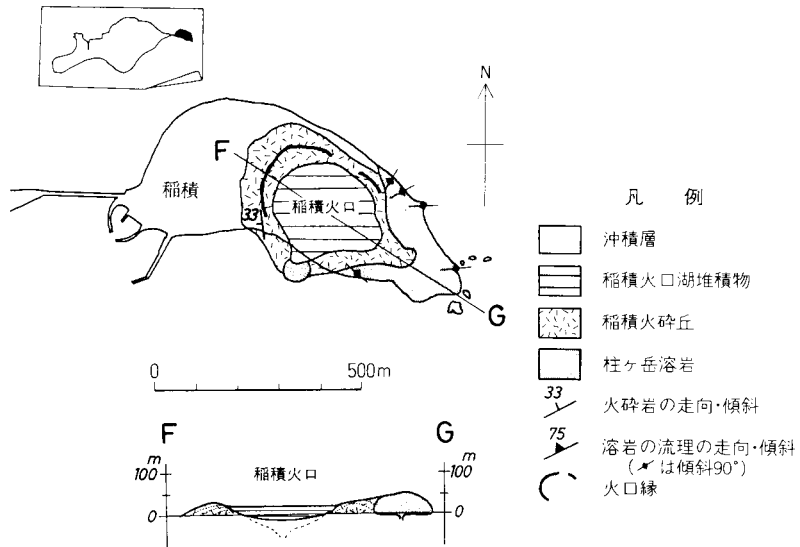 N
F
稲積
稲積火口
33
G
0 500m
凡 例
沖積層
稲積火口湖堆積物
稲積火砕丘
柱ヶ岳溶岩
33
火砕岩の走向・傾斜
75
溶岩の流理の走向・傾斜
(は傾斜90°)
火口縁
F G
m m
100 稲積火口 100
0 0